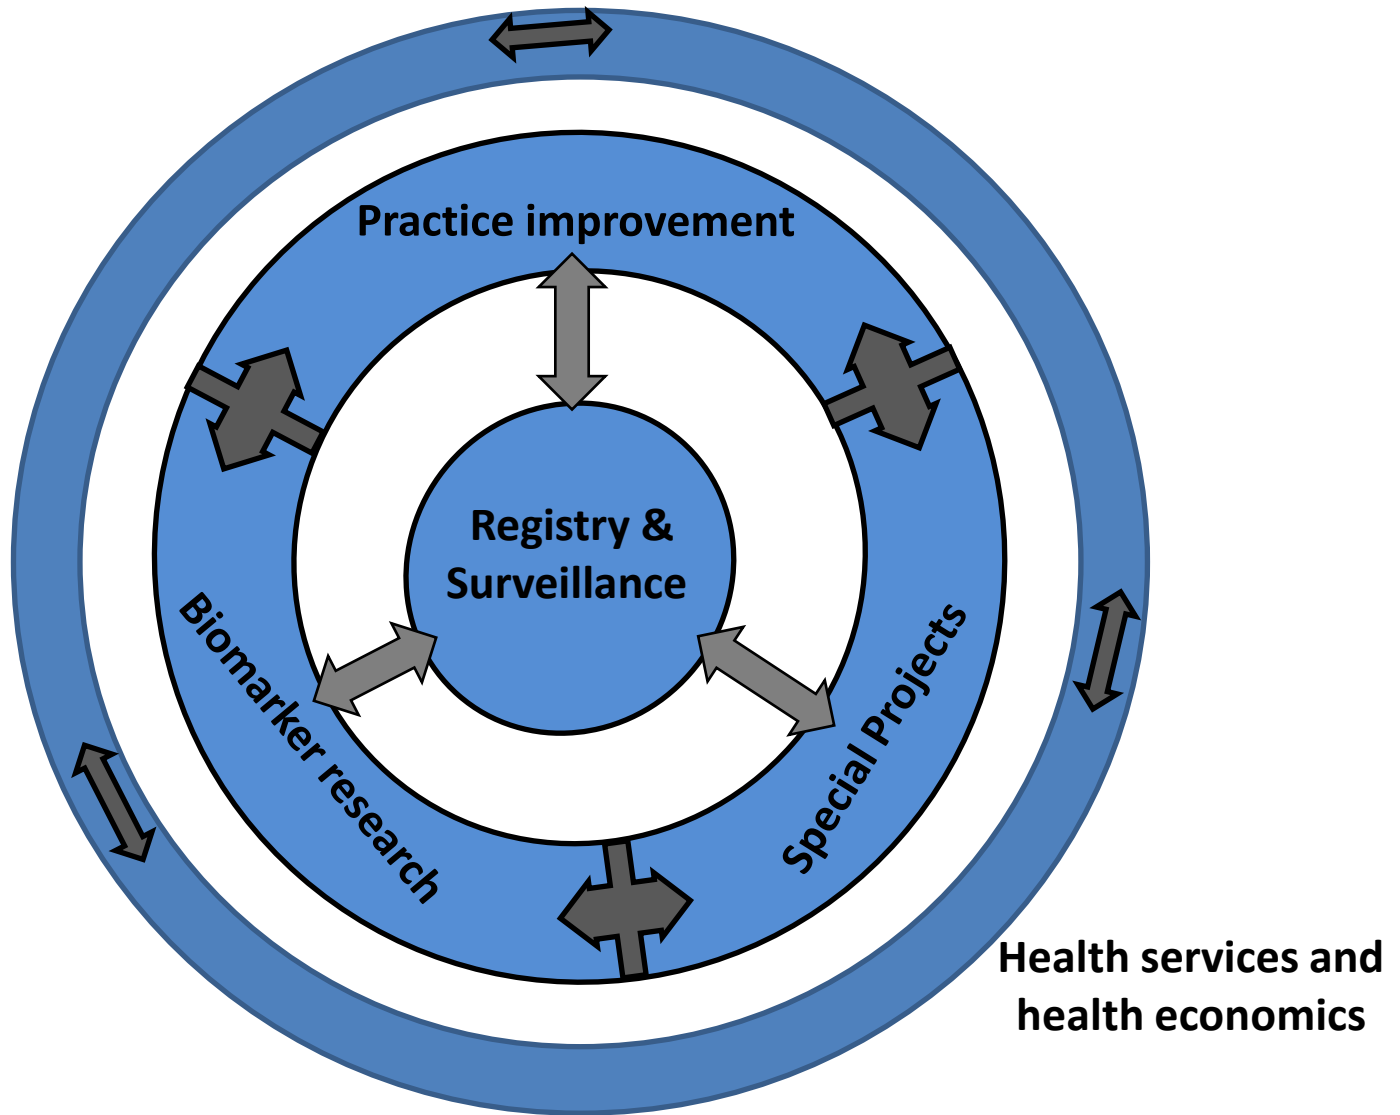 Practice improvement
Registry &
Surveillance
Biomarker research
Special Projects
Health services and
health economics